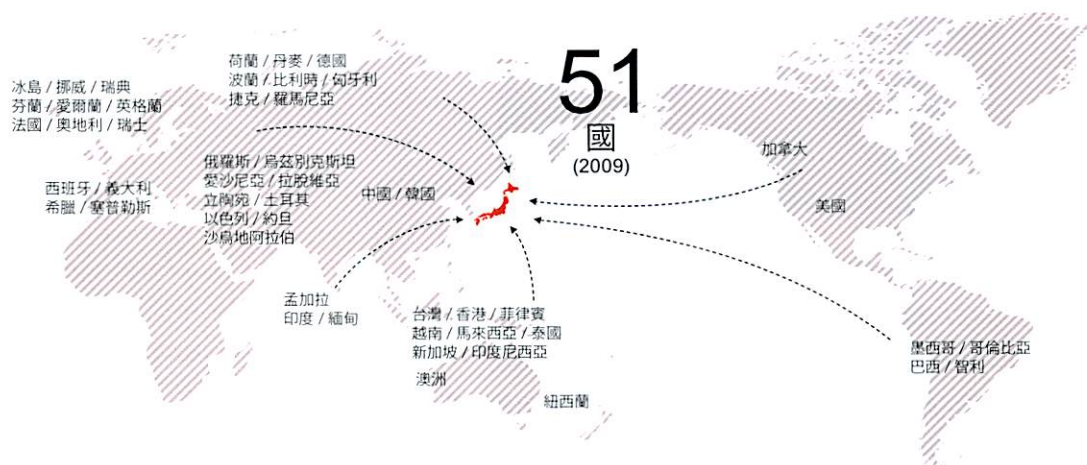 51
國
(2009)
荷蘭 / 丹麥 / 德國
波蘭 / 比利時 / 匈牙利
捷克 / 羅馬尼亞
冰島 / 挪威 / 瑞典
芬蘭 / 愛爾蘭 / 英格蘭
法國 / 奧地利 / 瑞士
西班牙 / 義大利
希臘 / 塞普勒斯
俄羅斯 / 烏茲別克斯坦
愛沙尼亞 / 拉脫維亞
立陶宛 / 土耳其
以色列 / 約旦
沙烏地阿拉伯
中國 / 韓國
加拿大
美國
孟加拉
印度 / 緬甸
台灣 / 香港 / 菲律賓
越南 / 馬來西亞 / 泰國
新加坡 / 印度尼西亞
澳洲
紐西蘭
墨西哥 / 哥倫比亞
巴西 / 智利